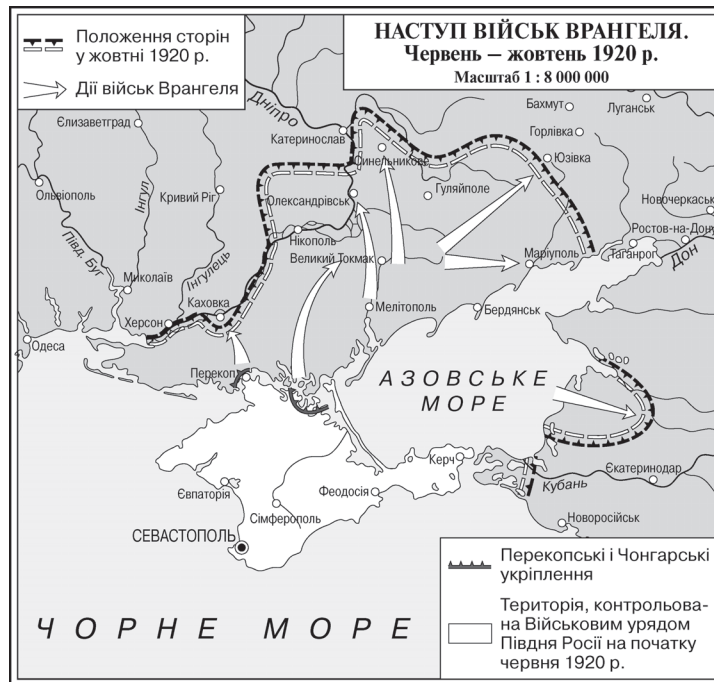 НАСТУП ВІЙСЬК ВРАНГЕЛЯ.
Червень – жовтень 1920 р.
Масштаб 1 : 8 000 000
Положення сторін
у жовтні 1920 р.
Дії військ Врангеля
Дніпро
Бахмут
Луганськ
Єлизаветград
Катеринослав
Горлівка
Синельникове
Юзівка
Ольвіополь
Інгул
Кривий Ріг
Олександрівськ
Гуляйполе
Новочеркаськ
Півд. Буг
Нікополь
Ростов-на-Дону
Інгулець
Великий Токмак
Маріуполь
Таганрог
Дон
Миколаїв
Каховка
Херсон
Мелітополь
Бердянськ
Одеса
Перекоп
АЗОВСЬКЕ
МОРЕ
Керч
Кубань
Єкатеринодар
Євпаторія
Феодосія
Сімферополь
Новоросійськ
СЕВАСТОПОЛЬ
ЧОРНЕ МОРЕ
Перекопські і Чонгарські
укріплення
Територія, контрольова-
на Військовим урядом
Півдня Росії на початку
червня 1920 р.